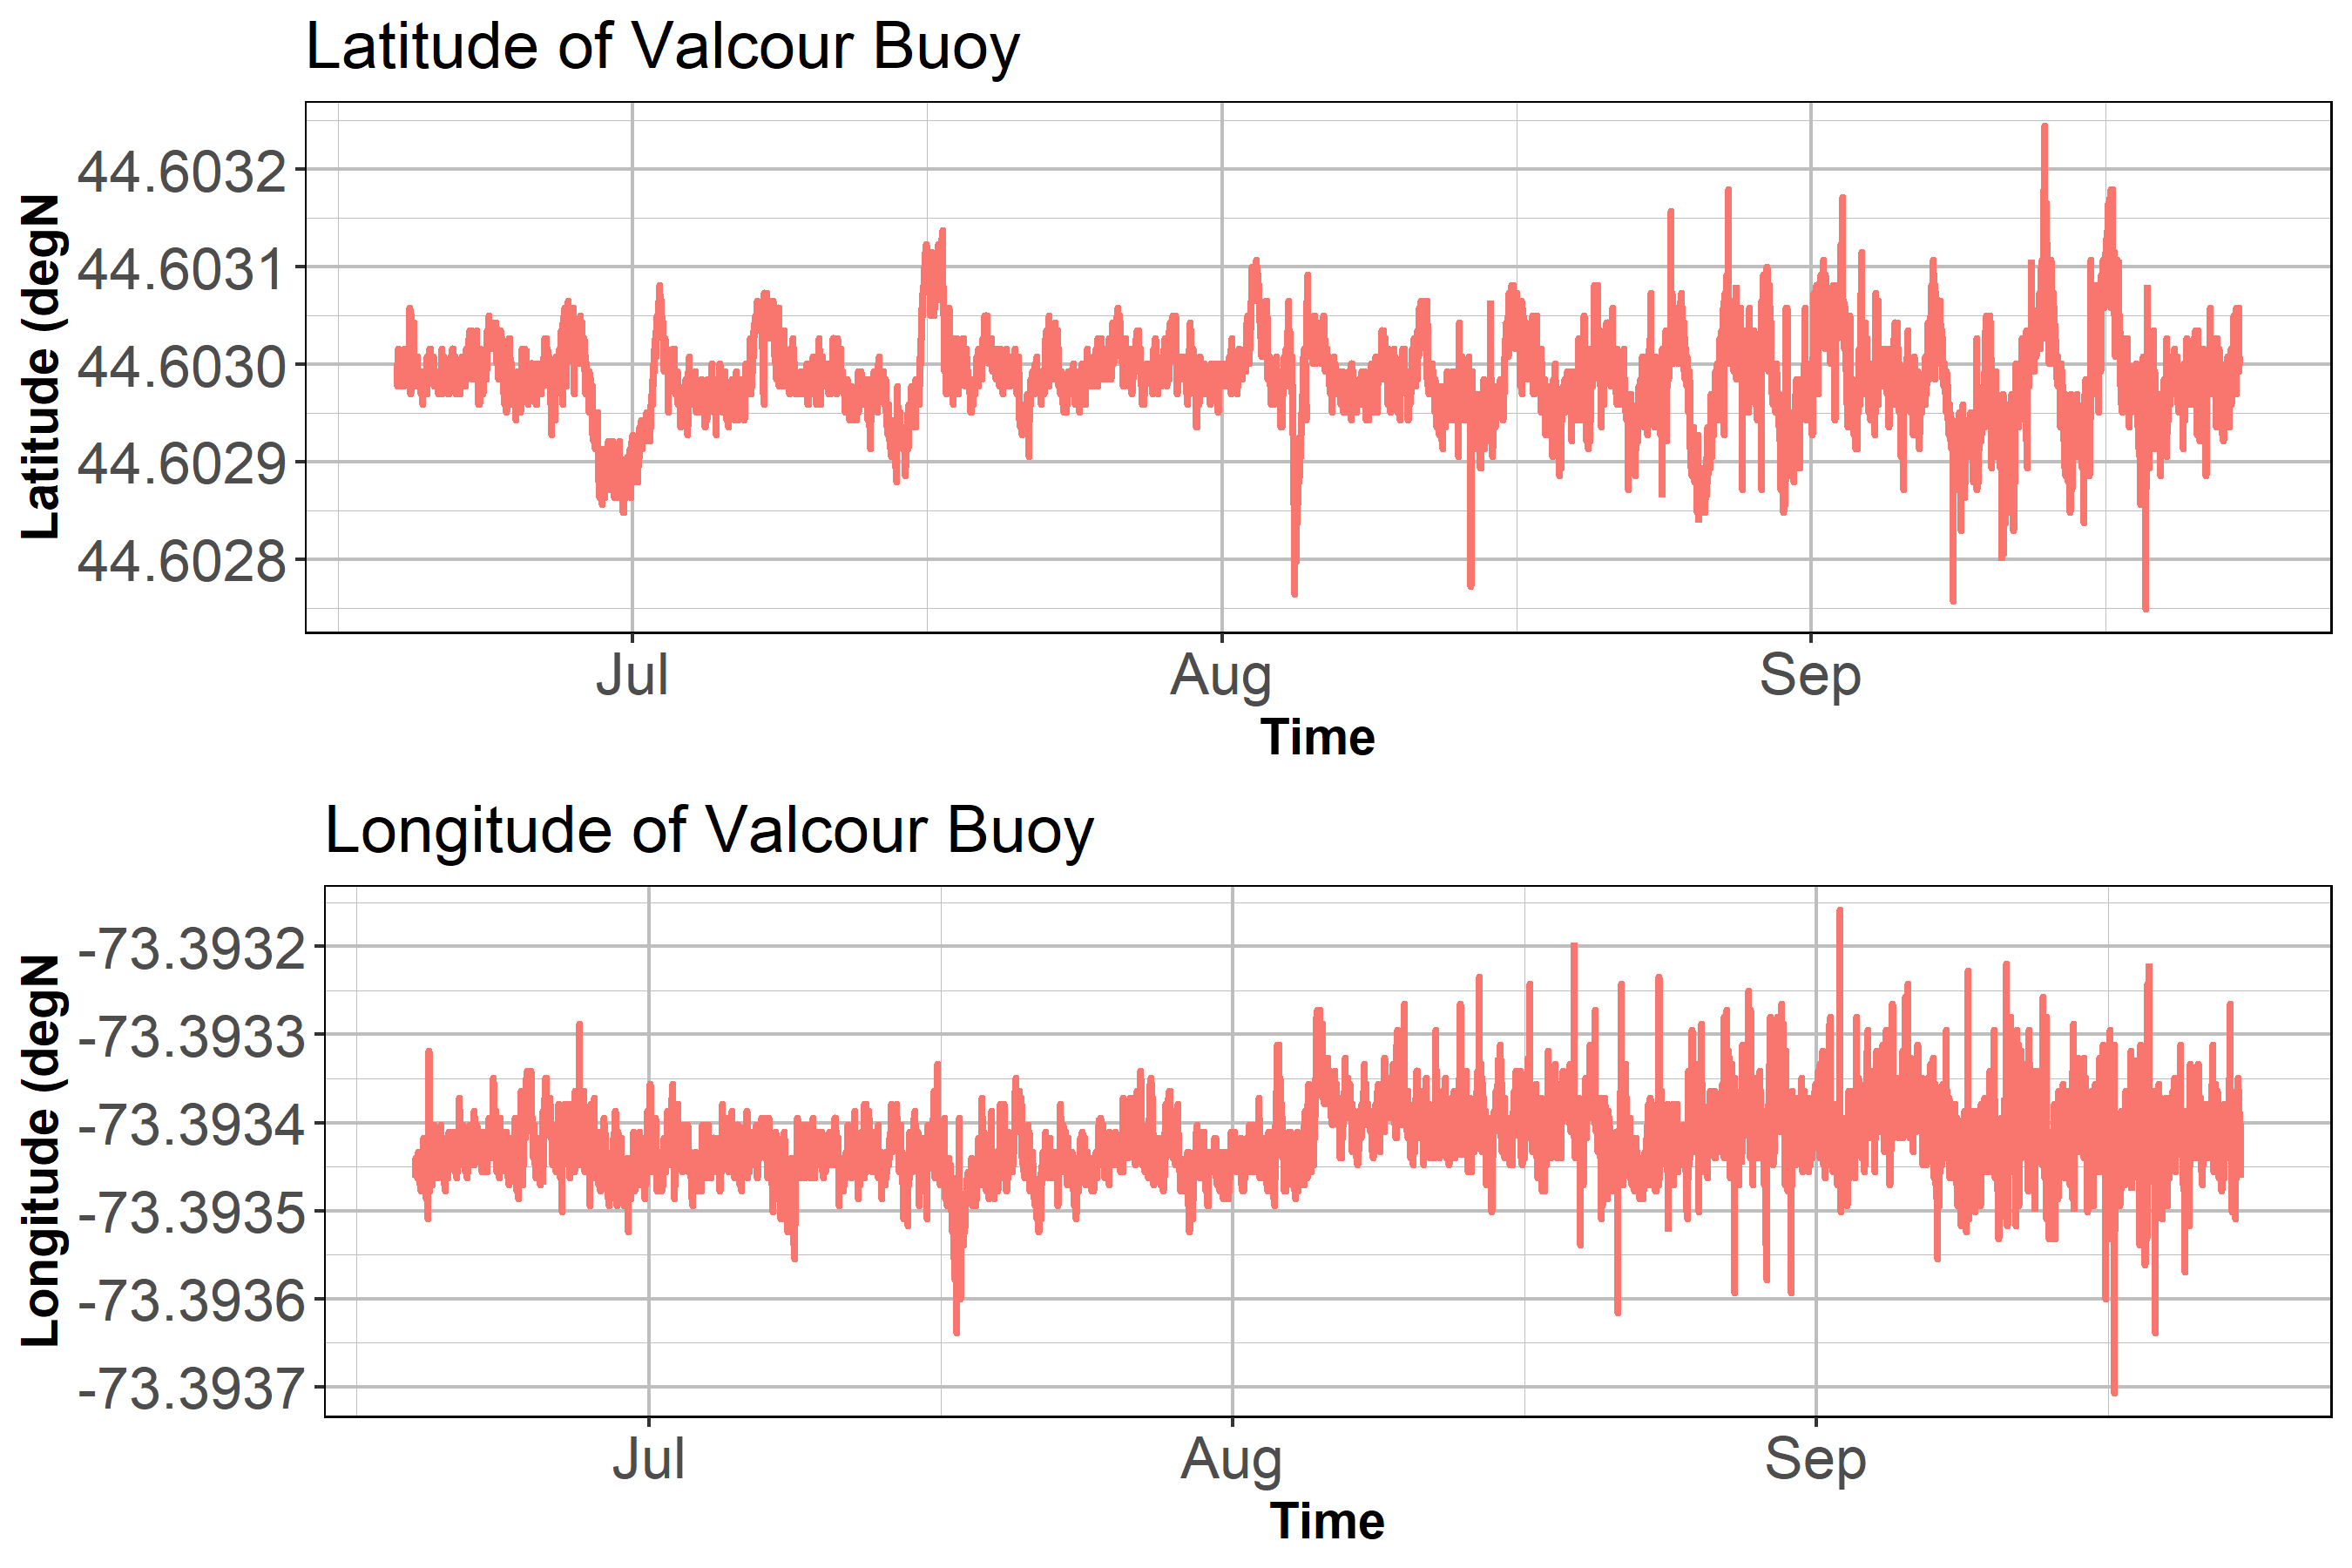 Latitude of Valcour Buoy
Latitude (degN
44.6032
44.6031
44.6030
44.6029
44.6028
Jul Aug Sep
Time
Longitude of Valcour Buoy
Longitude (degN
-73.3932
-73.3933
-73.3934
-73.3935
-73.3936
-73.3937
Jul Aug Sep
Time